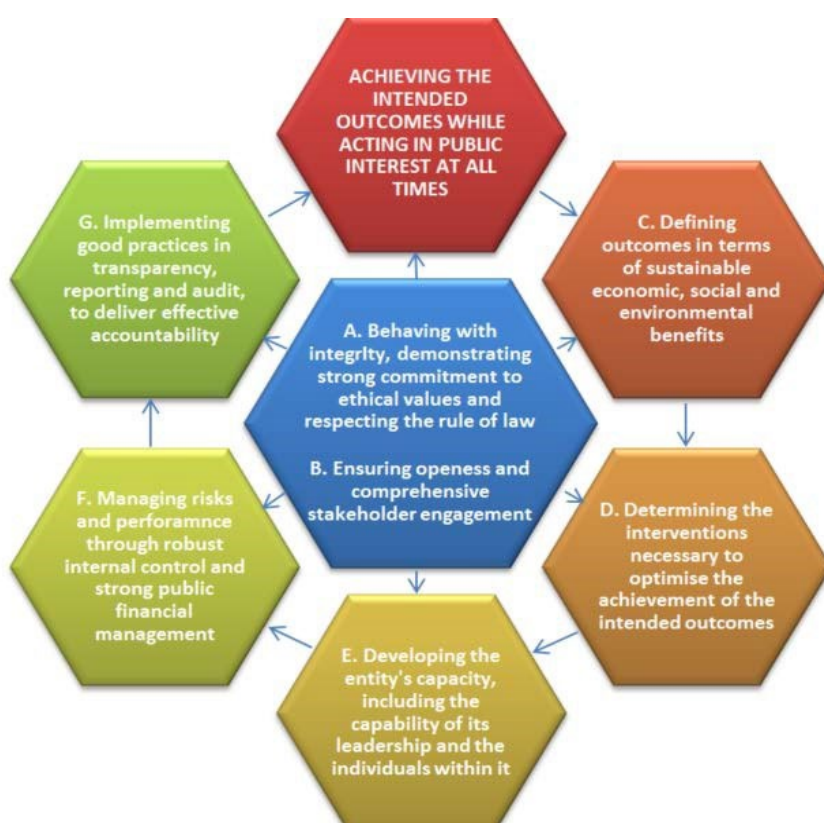 ACHIEVING THE
INTENDED
OUTCOMES WHILE
ACTING IN PUBLIC
INTEREST AT ALL
TIMES
C. Defining
outcomes in terms
of sustainable
economic, social and
environmental
benefits
D. Determining the
interventions
necessary to
optimise the
achievement of the
intended outcomes
E. Developing the
entity's capacity,
including the
capability of its
leadership and the
individuals within it
F. Managing risks
and perforamnce
through robust
internal control and
strong public
financial
management
G. Implementing
good practices in
transparency,
reporting and audit,
to deliver effective
accountability
A. Behaving with
integrIty, demonstrating
strong commitment to
ethical values and
respecting the rule of law
B. Ensuring openess and
comprehensive
stakeholder engagement